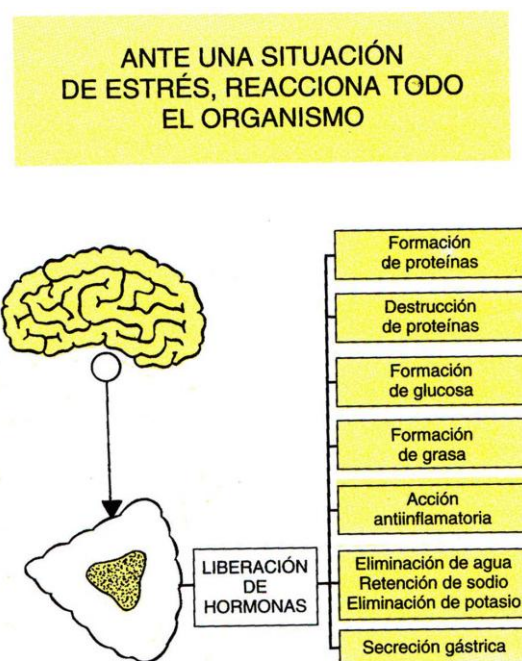 ANTE UNA SITUACIÓN
DE ESTRÉS, REACCIONA TODO
EL ORGANISMO
Formación
de proteínas
Destrucción
de proteínas
Formación
de glucosa
Formación
de grasa
Acción
antiinflamatoria
LIBERACIÓN
DE
HORMONAS
Eliminación de agua
Retención de sodio
Eliminación de potasio
Secreción gástrica